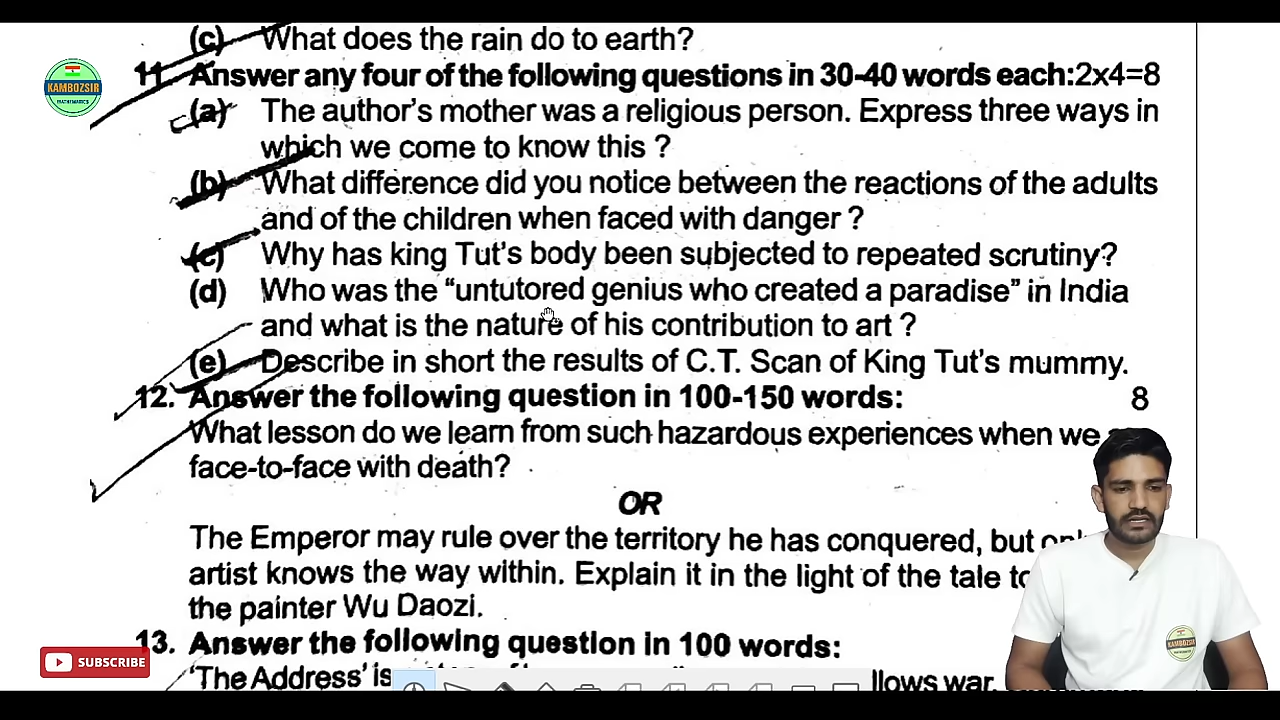 (c) What does the rain do to earth?
11. Answer any four of the following questions in 30-40 words each:2x4=8
(a) The author's mother was a religious person. Express three ways in
which we come to know this ?
(b) What difference did you notice between the reactions of the adults
and of the children when faced with danger ?
(c) Why has king Tut's body been subjected to repeated scrutiny?
(d) Who was the “untutored genius who created a paradise” in India
and what is the nature of his contribution to art ?
(e) Describe in short the results of C.T. Scan of King Tut's mummy.
12. Answer the following question in 100-150 words: 8
What lesson do we learn from such hazardous experiences when we
face-to-face with death?
OR
The Emperor may rule over the territory he has conquered, but
artist knows the way within. Explain it in the light of the tale
the painter Wu Daozi.
13. Answer the following question in 100 words:
‘The Address’ is
war,
KAMBOZSIR
MATHEMATICS
SUBSCRIBE
KAMBOZSIR